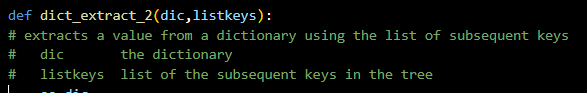 def dict_extract_2(dic,listkeys):
# extracts a value from a dictionary using the list of subsequent keys
#   dic       the dictionary
#   listkeys  list of the subsequent keys in the tree